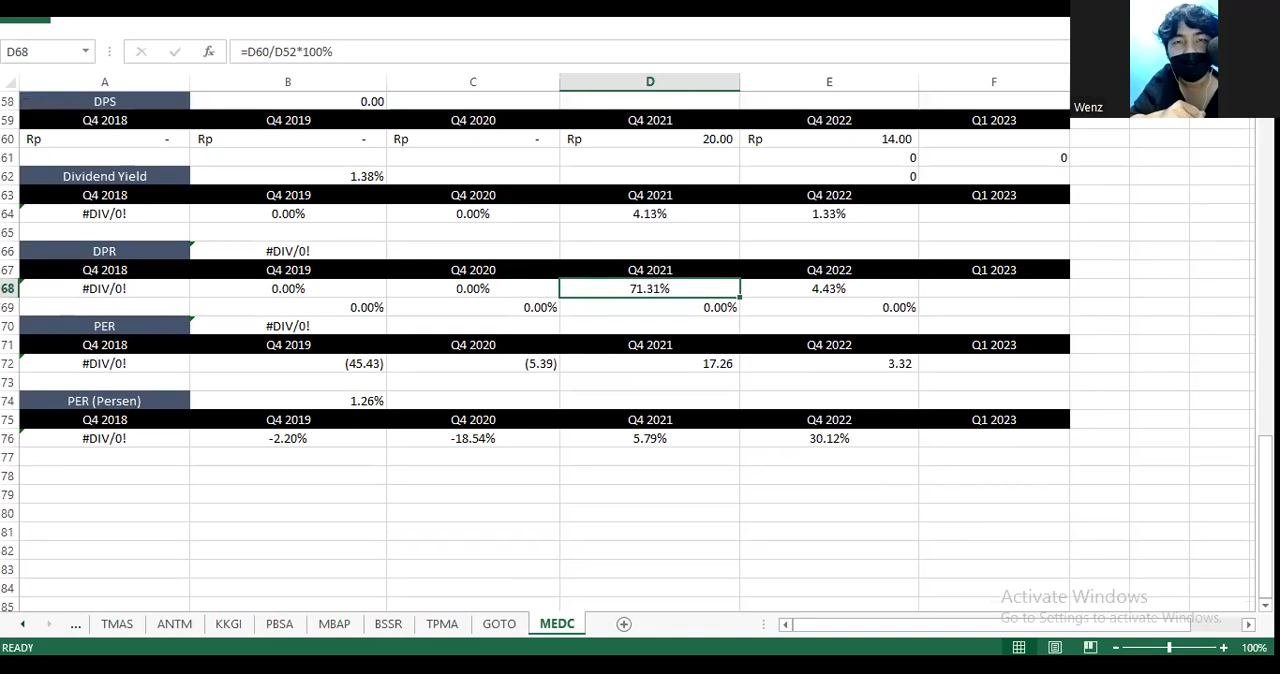 D68 fx =D60/D52*100%
A B C D E F
58 DPS 0.00
59 Q4 2018 Q4 2019 Q4 2020 Q4 2021 Q4 2022 Q1 2023
60 Rp - Rp - Rp - Rp 20.00 Rp 14.00
61 0 0
62 Dividend Yield 1.38% 0
63 Q4 2018 Q4 2019 Q4 2020 Q4 2021 Q4 2022 Q1 2023
64 #DIV/0! 0.00% 0.00% 4.13% 1.33%
65
66 DPR #DIV/0!
67 Q4 2018 Q4 2019 Q4 2020 Q4 2021 Q4 2022 Q1 2023
68 #DIV/0! 0.00% 0.00% 71.31% 4.43%
69 0.00% 0.00% 0.00% 0.00%
70 PER #DIV/0!
71 Q4 2018 Q4 2019 Q4 2020 Q4 2021 Q4 2022 Q1 2023
72 #DIV/0! (45.43) (5.39) 17.26 3.32
73
74 PER (Persen) 1.26%
75 Q4 2018 Q4 2019 Q4 2020 Q4 2021 Q4 2022 Q1 2023
76 #DIV/0! -2.20% -18.54% 5.79% 30.12%
77
78
79
80
81
82
83
84
85
Wenz
Activate Windows
Go to Settings to activate Windows.
... TMAS ANTM KKGI PBSA MBAP BSSR TPMA GOTO MEDC
READY 100%